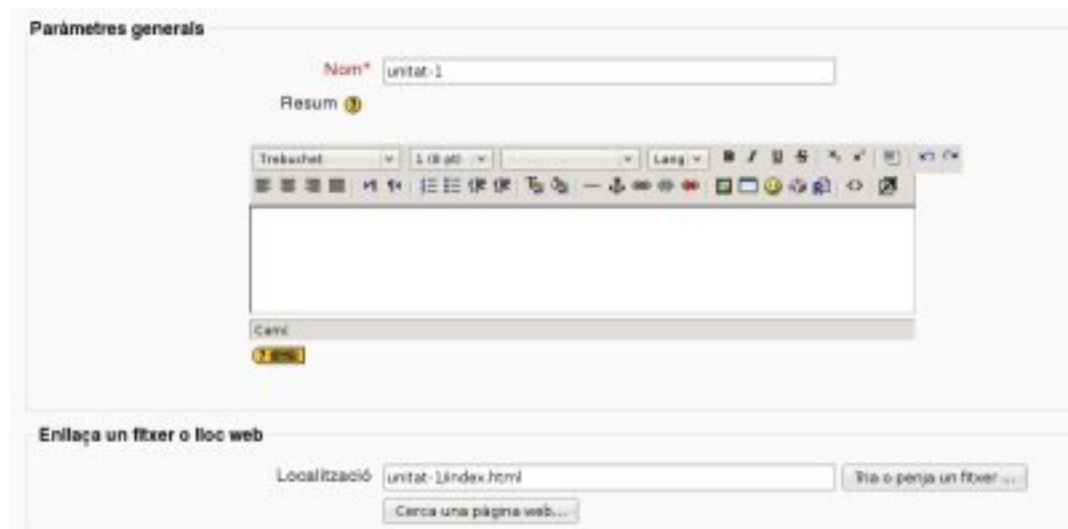 Paràmetres generals
Nom* unitat-1
Resum
Trebuchet 1 (8 pt) Lang B I U S
Camí
Enllaça un fitxer o lloc web
Localització unitat-1/index.html Tria o penja un fitxer ...
Cerca una pàgina web...